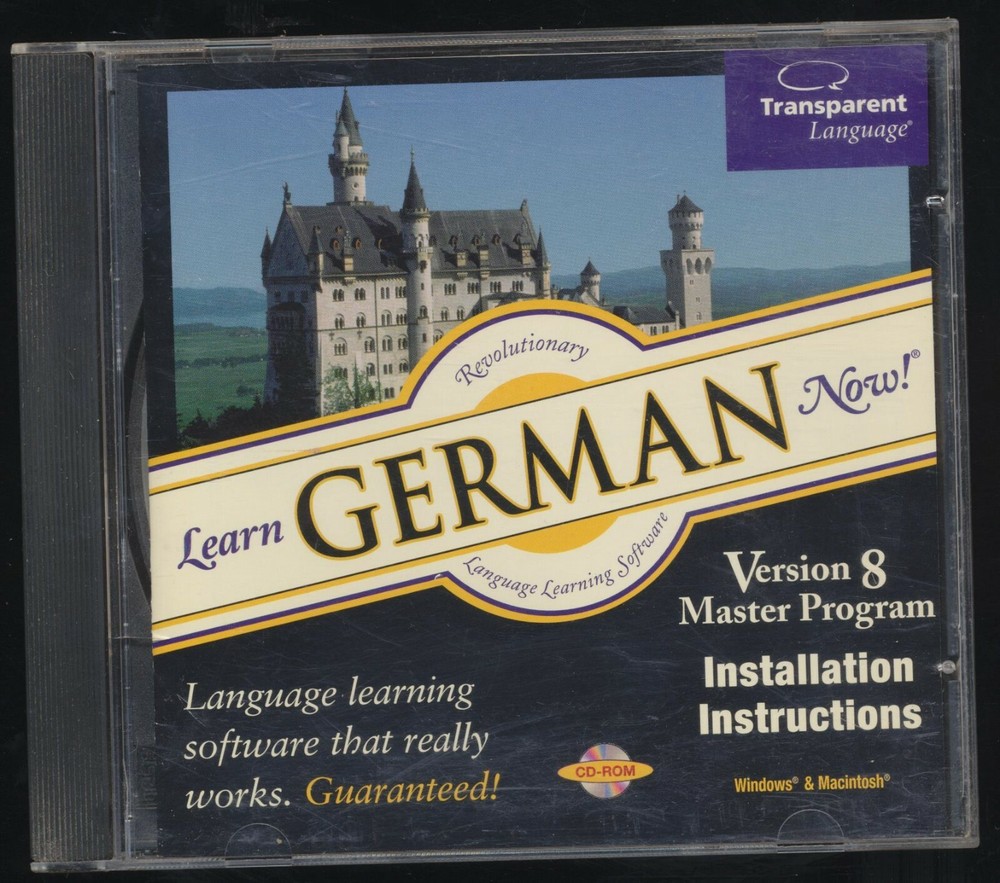 Transparent
Language®
Revolutionary
Learn GERMAN Now!®
Language Learning Software
Version 8
Master Program
Installation
Instructions
Language learning
software that really
works. Guaranteed!
CD-ROM
Windows® & Macintosh®